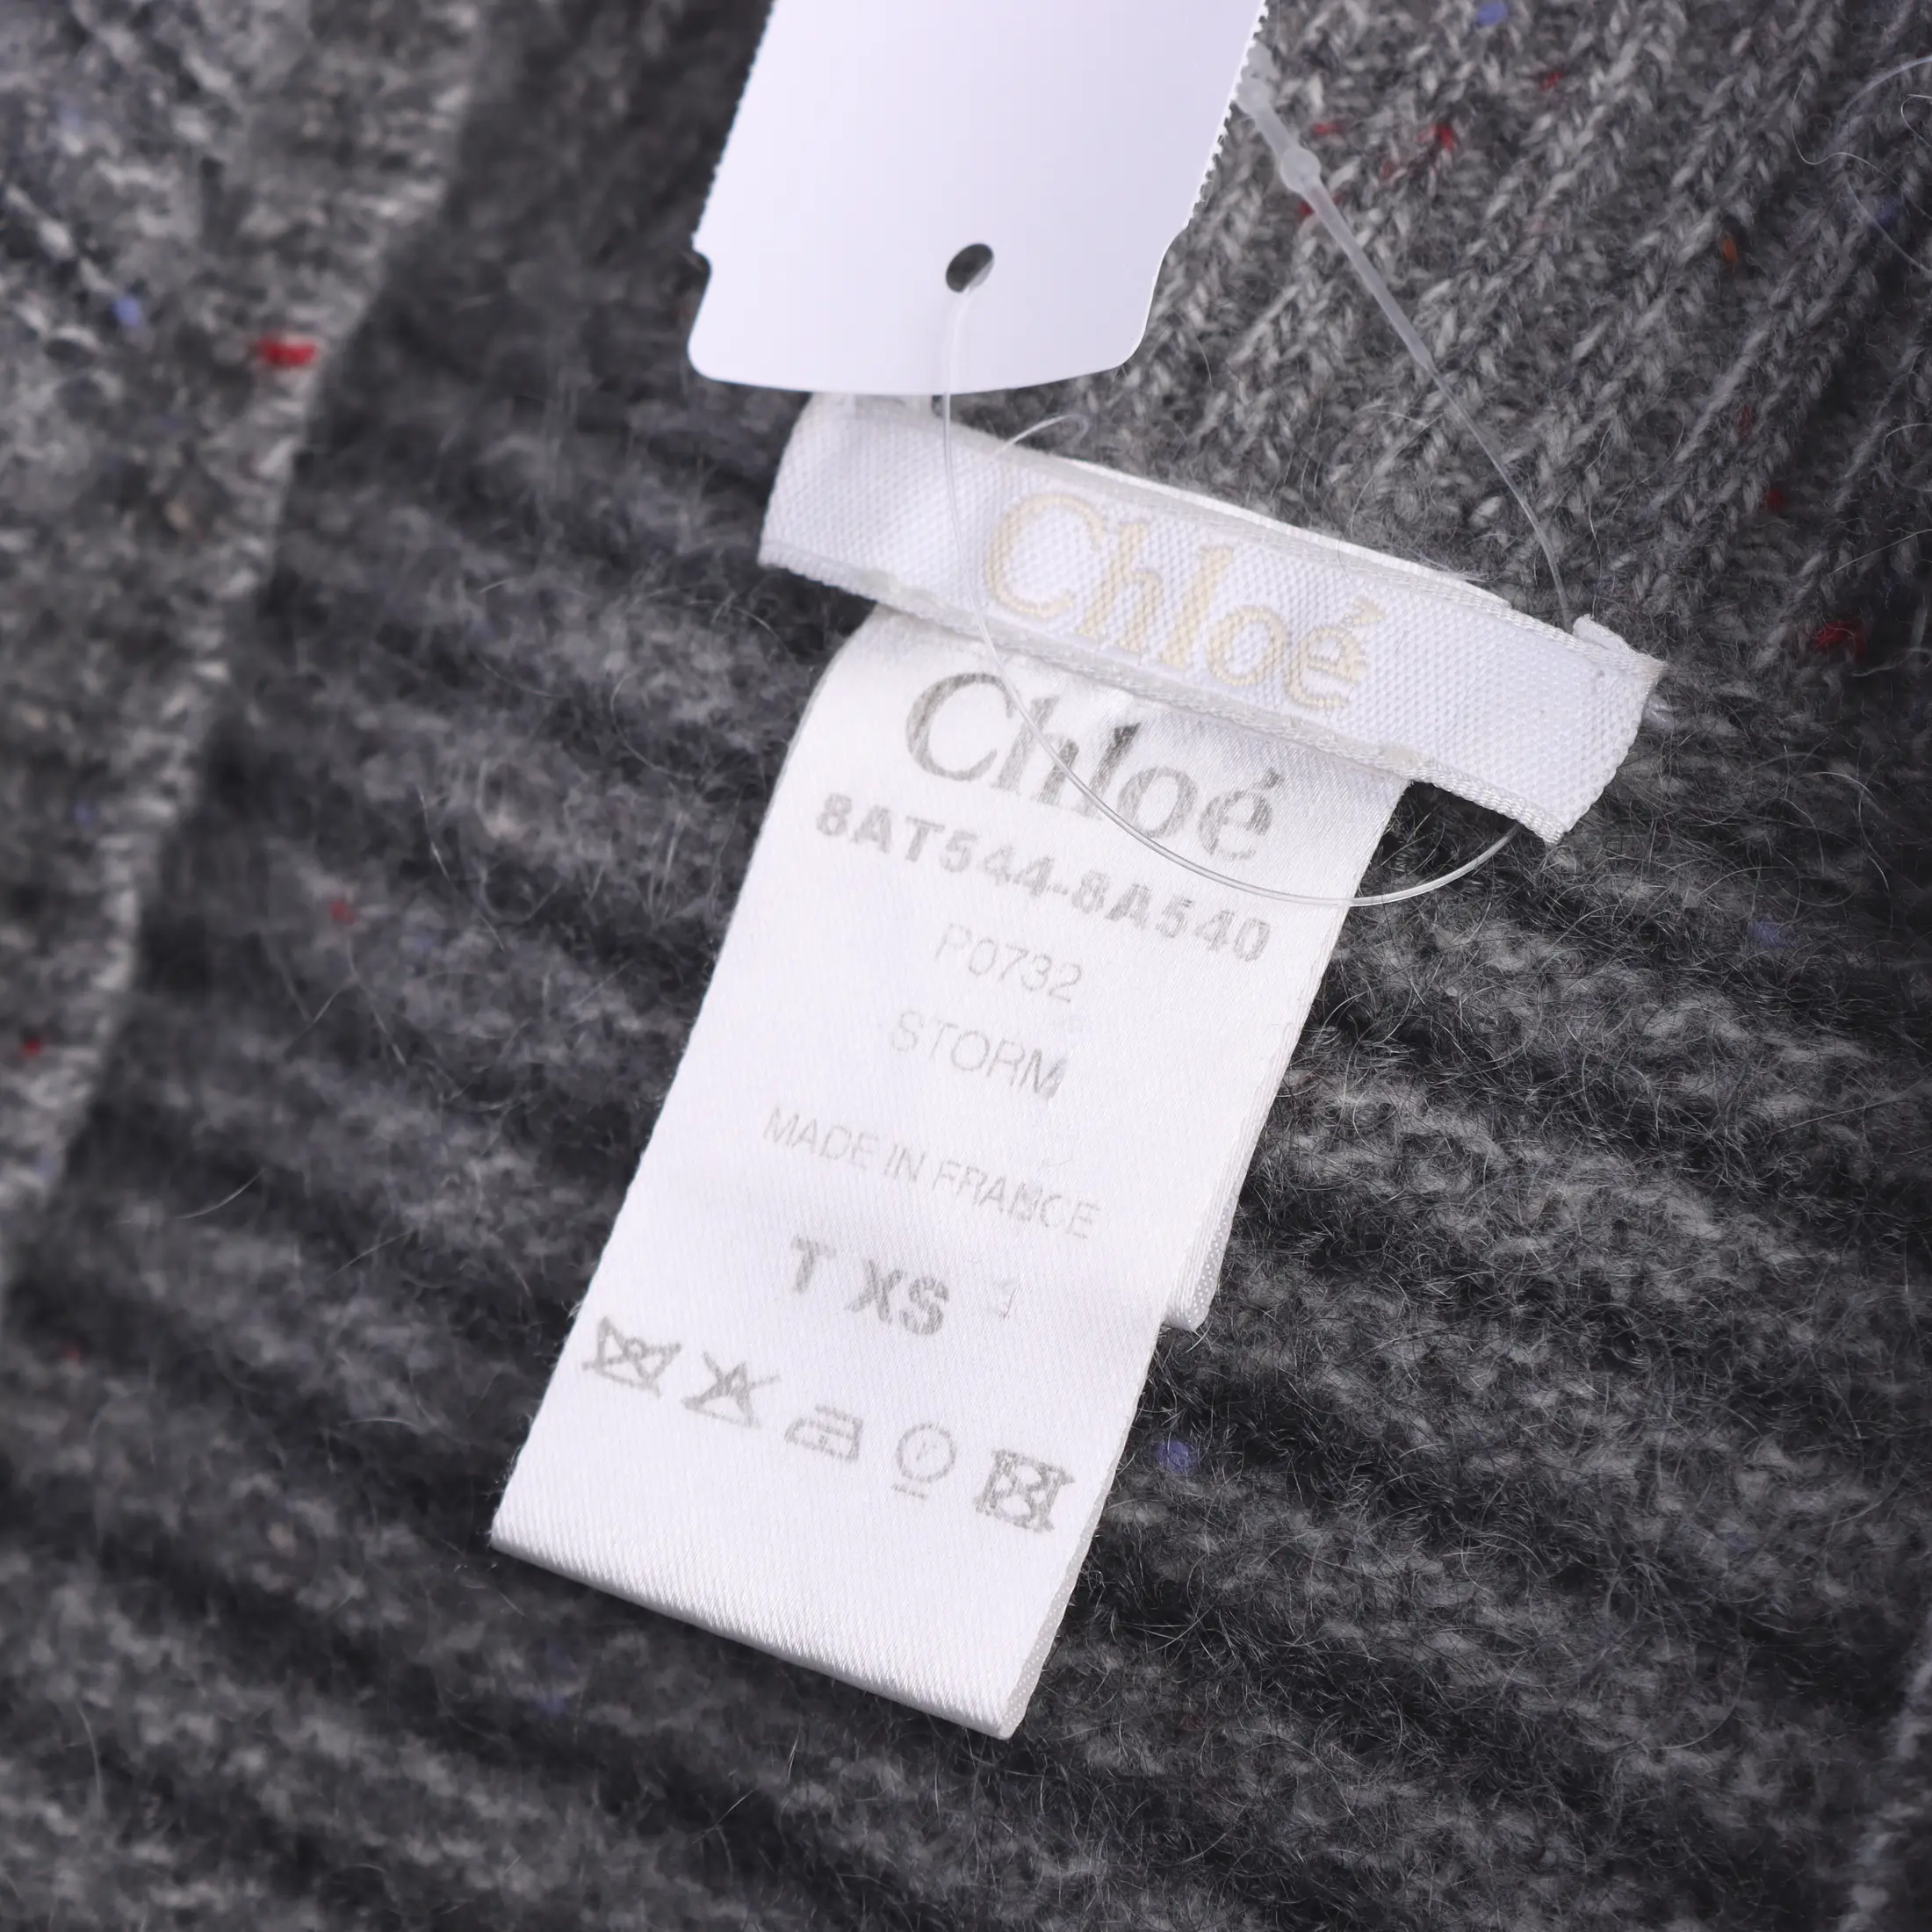 Chloé
Chloé
8AT544-8A540
P0732
STORM
MADE IN FRANCE
T XS